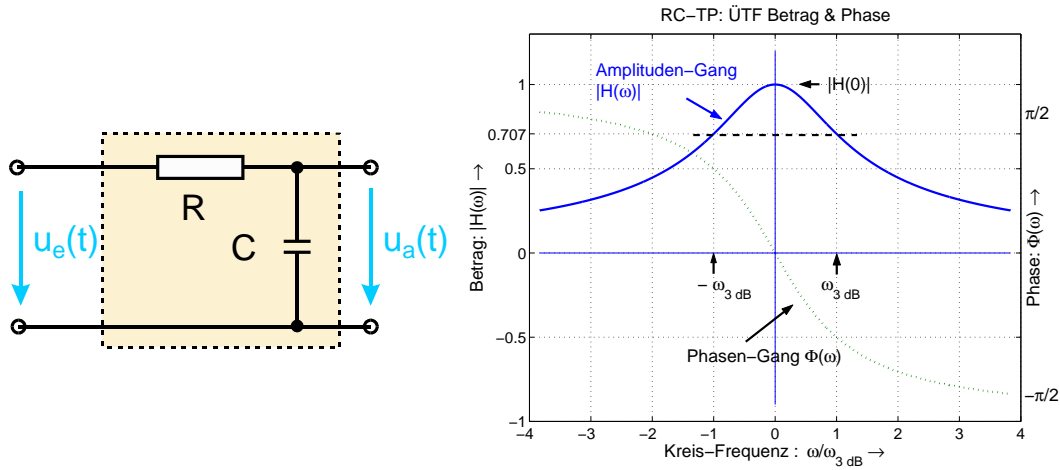 R
C
u_e(t)
u_a(t)
RC−TP: ÜTF Betrag & Phase
Amplituden−Gang
|H(ω)|
|H(0)|
1
0.707
0.5
0
−0.5
−1
π/2
−π/2
Betrag: |H(ω)| →
Phase: Φ(ω) →
− ω_3 dB
ω_3 dB
Phasen−Gang Φ(ω)
−4 −3 −2 −1 0 1 2 3 4
Kreis−Frequenz : ω/ω_3 dB →